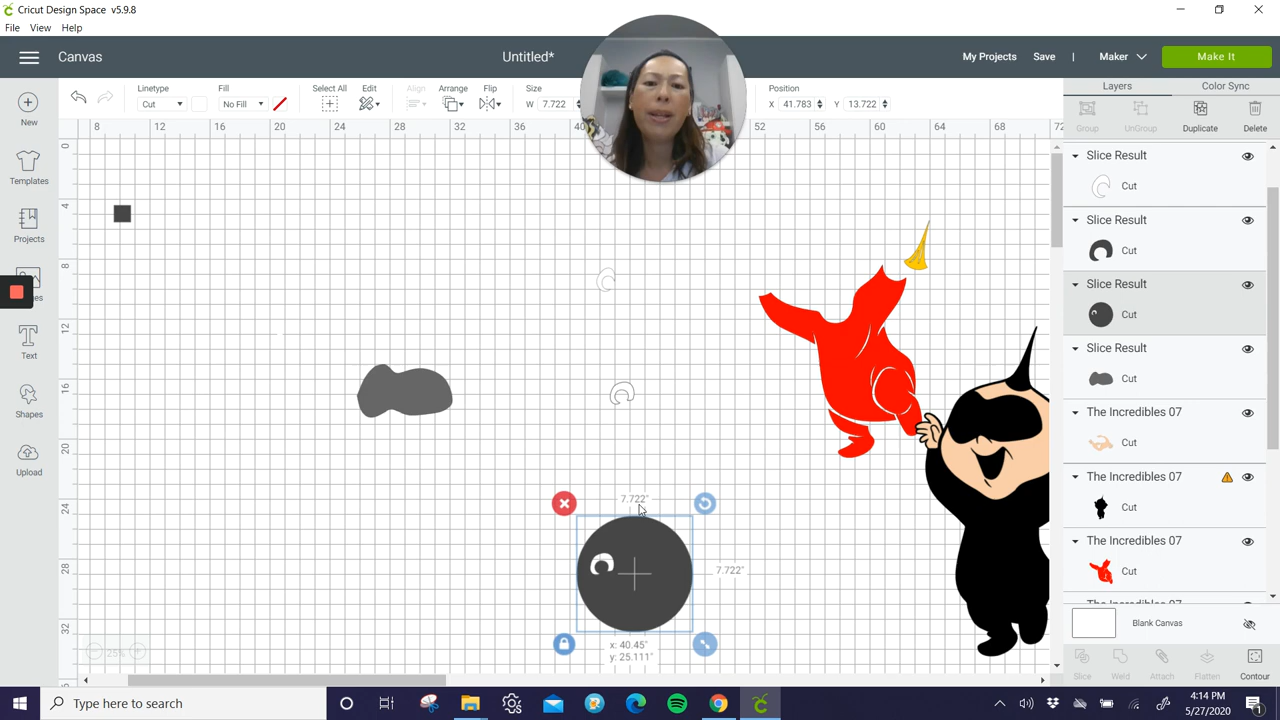 Cricut Design Space v5.9.8
File View Help
Canvas
Untitled*
My Projects Save | Maker Make It
Linetype Fill Select All Edit Align Arrange Flip Size Position
Cut No Fill W 7.722 X 41.783 Y 13.722
Layers Color Sync
Group UnGroup Duplicate Delete
8 12 16 20 24 28 32 36 40 52 56 60 64 68 72
0
4
8
12
16
20
24
28
32
New
Templates
Projects
Text
Shapes
Upload
Slice Result
Cut
Slice Result
Cut
Slice Result
Cut
Slice Result
Cut
The Incredibles 07
Cut
The Incredibles 07
Cut
The Incredibles 07
Cut
Blank Canvas
Slice Weld Attach Flatten Contour
7.722"
7.722"
x: 40.45"
y: 25.111"
25%
Type here to search
4:14 PM
5/27/2020